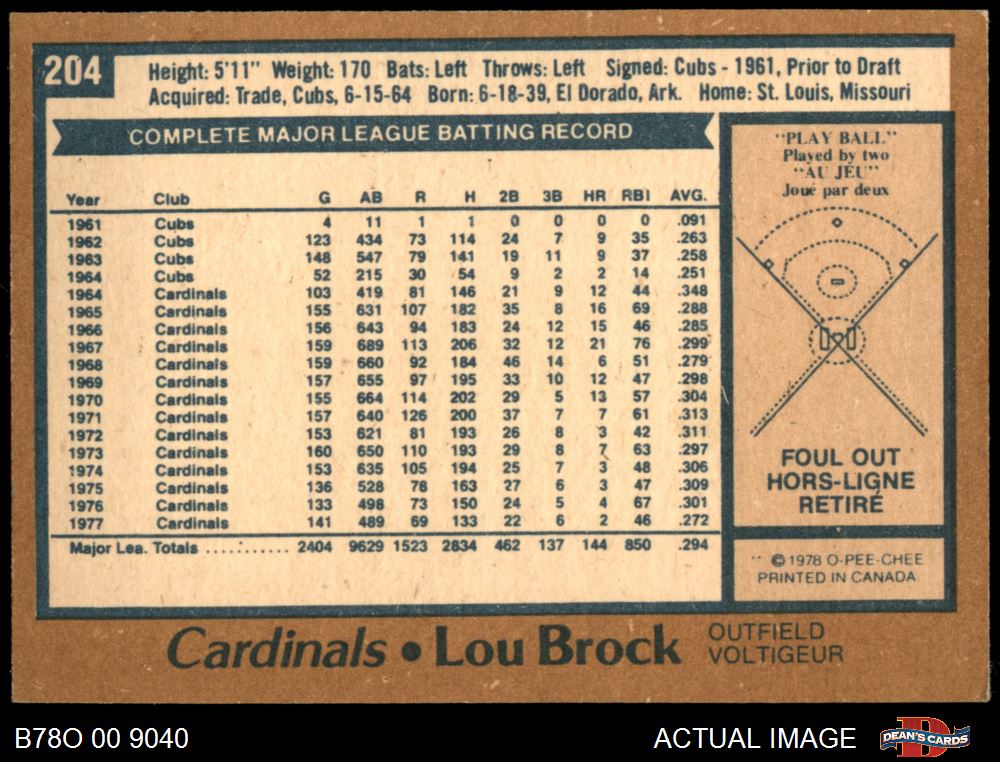 204
Height: 5'11" Weight: 170 Bats: Left Throws: Left Signed: Cubs - 1961, Prior to Draft
Acquired: Trade, Cubs, 6-15-64 Born: 6-18-39, El Dorado, Ark. Home: St. Louis, Missouri
COMPLETE MAJOR LEAGUE BATTING RECORD
Year Club G AB R H 2B 3B HR RBI AVG.
1961 Cubs 4 11 1 1 0 0 0 0 .091
1962 Cubs 123 434 73 114 24 7 9 35 .263
1963 Cubs 148 547 79 141 19 11 9 37 .258
1964 Cubs 52 215 30 54 9 2 2 14 .251
1964 Cardinals 103 419 81 146 21 9 12 44 .348
1965 Cardinals 155 631 107 182 35 8 16 69 .288
1966 Cardinals 156 643 94 183 24 12 15 46 .285
1967 Cardinals 159 689 113 206 32 12 21 76 .299
1968 Cardinals 159 660 92 184 46 14 6 51 .279
1969 Cardinals 157 655 97 195 33 10 12 47 .298
1970 Cardinals 155 664 114 202 29 5 13 57 .304
1971 Cardinals 157 640 126 200 37 7 7 61 .313
1972 Cardinals 153 621 81 193 26 8 3 42 .311
1973 Cardinals 160 650 110 193 29 8 7 63 .297
1974 Cardinals 153 635 105 194 25 7 3 48 .306
1975 Cardinals 136 528 78 163 27 6 3 47 .309
1976 Cardinals 133 498 73 150 24 5 4 67 .301
1977 Cardinals 141 489 69 133 22 6 2 46 .272
Major Lea. Totals ........... 2404 9629 1523 2834 462 137 144 850 .294
"PLAY BALL"
Played by two
"AU JEU"
Joué par deux
FOUL OUT
HORS-LIGNE
RETIRÉ
** © 1978 O-PEE-CHEE
PRINTED IN CANADA
Cardinals • Lou Brock
OUTFIELD
VOLTIGEUR
B78O 00 9040
ACTUAL IMAGE
D
DEAN'S CARDS